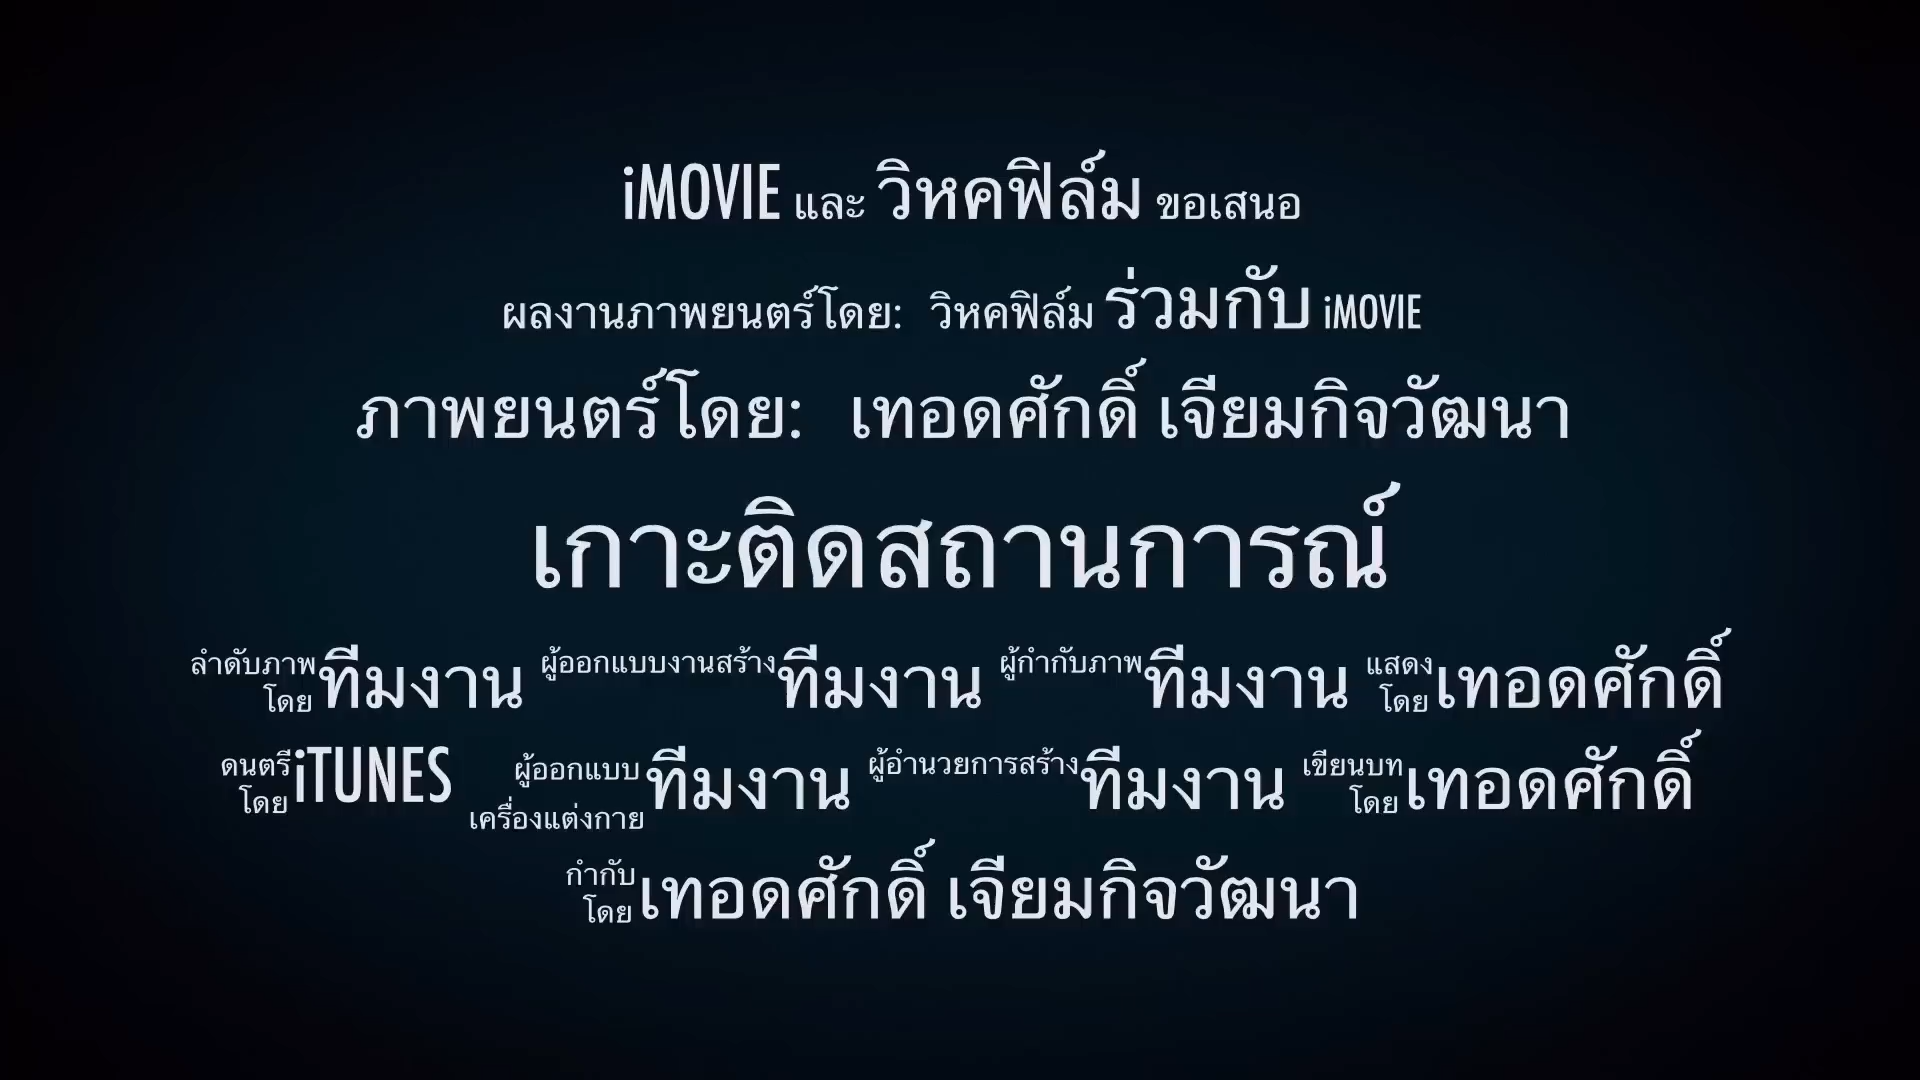 iMOVIE และ วิหคฟิล์ม ขอเสนอ
ผลงานภาพยนตร์โดย: วิหคฟิล์ม ร่วมกับ iMOVIE
ภาพยนตร์โดย: เทอดศักดิ์ เจียมกิจวัฒนา
เกาะติดสถานการณ์
ลำดับภาพโดย ทีมงาน ผู้ออกแบบงานสร้าง ทีมงาน ผู้กำกับภาพ ทีมงาน แสดงโดย เทอดศักดิ์
ดนตรีโดย iTUNES ผู้ออกแบบเครื่องแต่งกาย ทีมงาน ผู้อำนวยการสร้าง ทีมงาน เขียนบทโดย เทอดศักดิ์
กำกับโดย เทอดศักดิ์ เจียมกิจวัฒนา